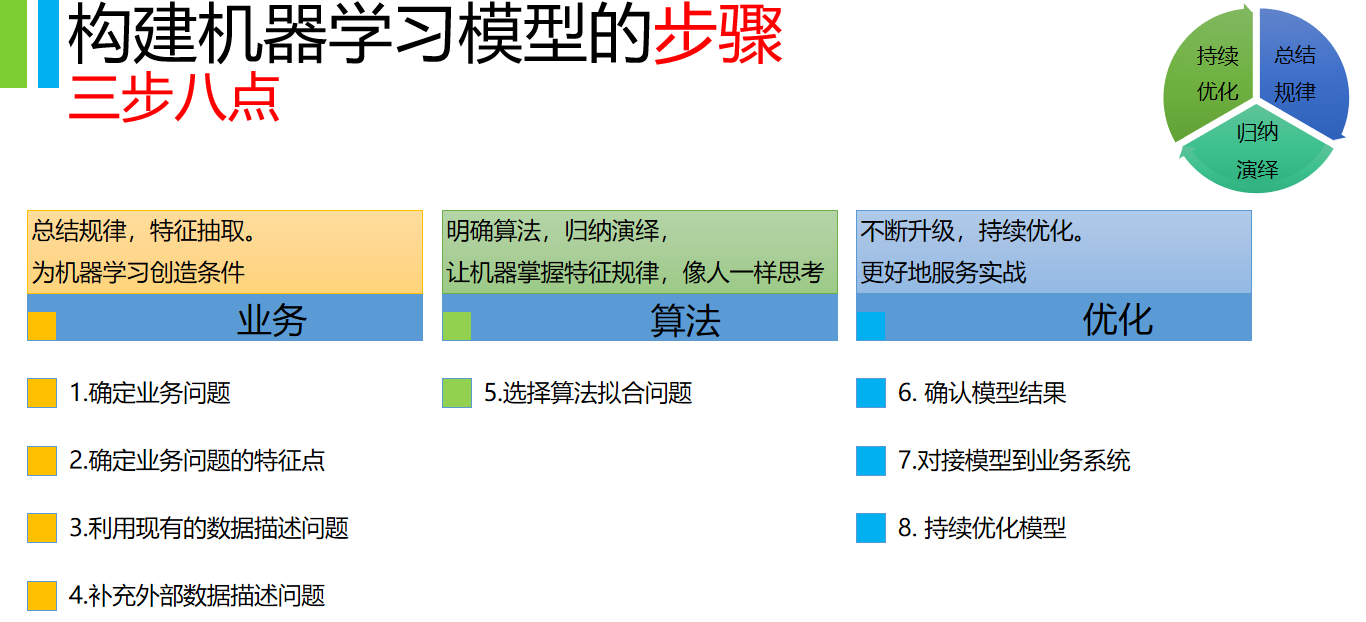 构建机器学习模型的步骤
三步八点
持续
优化
总结
规律
归纳
演绎
总结规律，特征抽取。
为机器学习创造条件
业务
1.确定业务问题
2.确定业务问题的特征点
3.利用现有的数据描述问题
4.补充外部数据描述问题
明确算法，归纳演绎，
让机器掌握特征规律，像人一样思考
算法
5.选择算法拟合问题
不断升级，持续优化。
更好地服务实战
优化
6. 确认模型结果
7.对接模型到业务系统
8. 持续优化模型